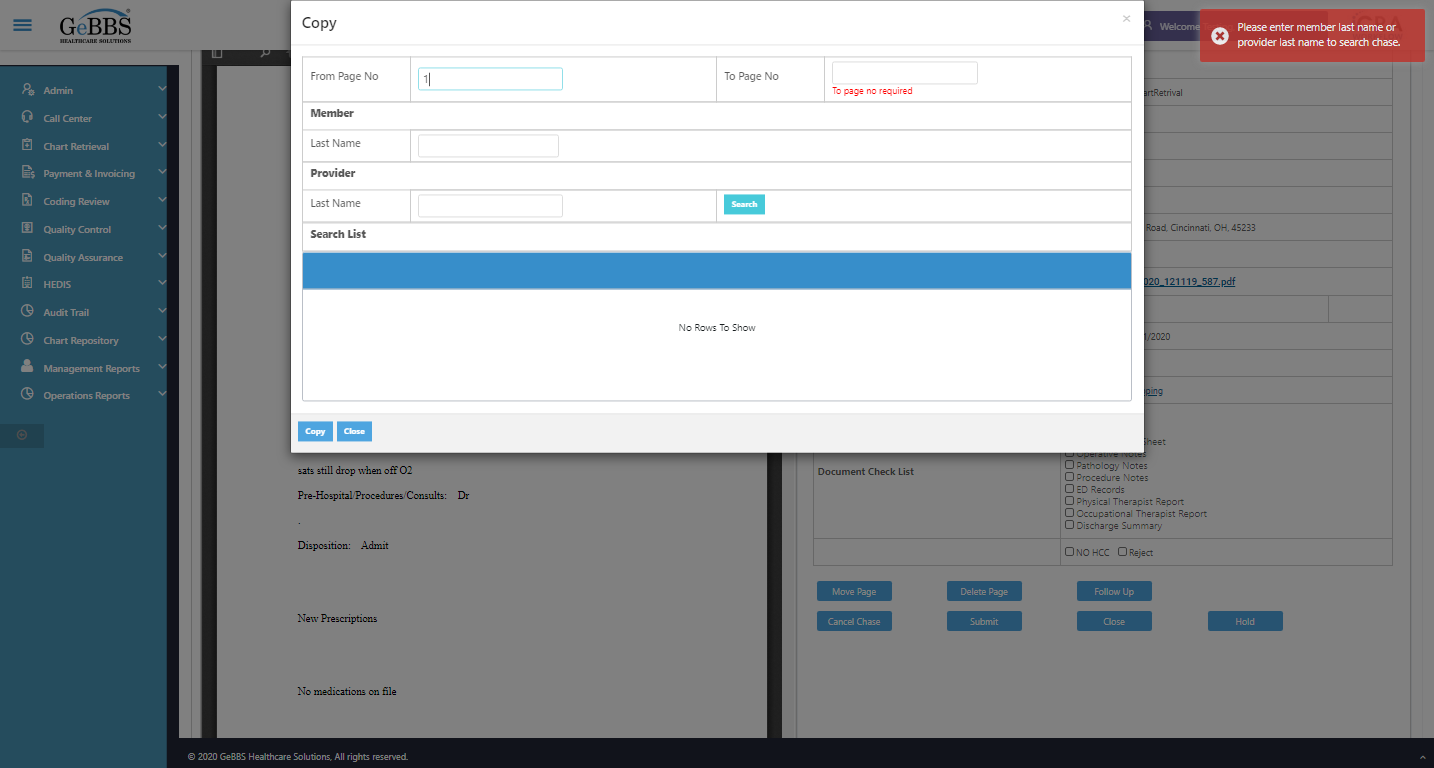 GeBBS
HEALTHCARE SOLUTIONS
Copy
×
Welcome
Please enter member last name or
provider last name to search chase.
From Page No
1
To Page No
To page no required
Member
Last Name
Provider
Last Name
Search
Search List
No Rows To Show
Copy
Close
Admin
Call Center
Chart Retrieval
Payment & Invoicing
Coding Review
Quality Control
Quality Assurance
HEDIS
Audit Trail
Chart Repository
Management Reports
Operations Reports
artRetrival
Road, Cincinnati, OH, 45233
020_121119_587.pdf
1/2020
ping
sats still drop when off O2
Pre-Hospital/Procedures/Consults: Dr
.
Disposition: Admit
New Prescriptions
No medications on file
Document Check List
Sheet
Operative Notes
Pathology Notes
Procedure Notes
ED Records
Physical Therapist Report
Occupational Therapist Report
Discharge Summary
NO HCC Reject
Move Page
Delete Page
Follow Up
Cancel Chase
Submit
Close
Hold
© 2020 GeBBS Healthcare Solutions, All rights reserved.